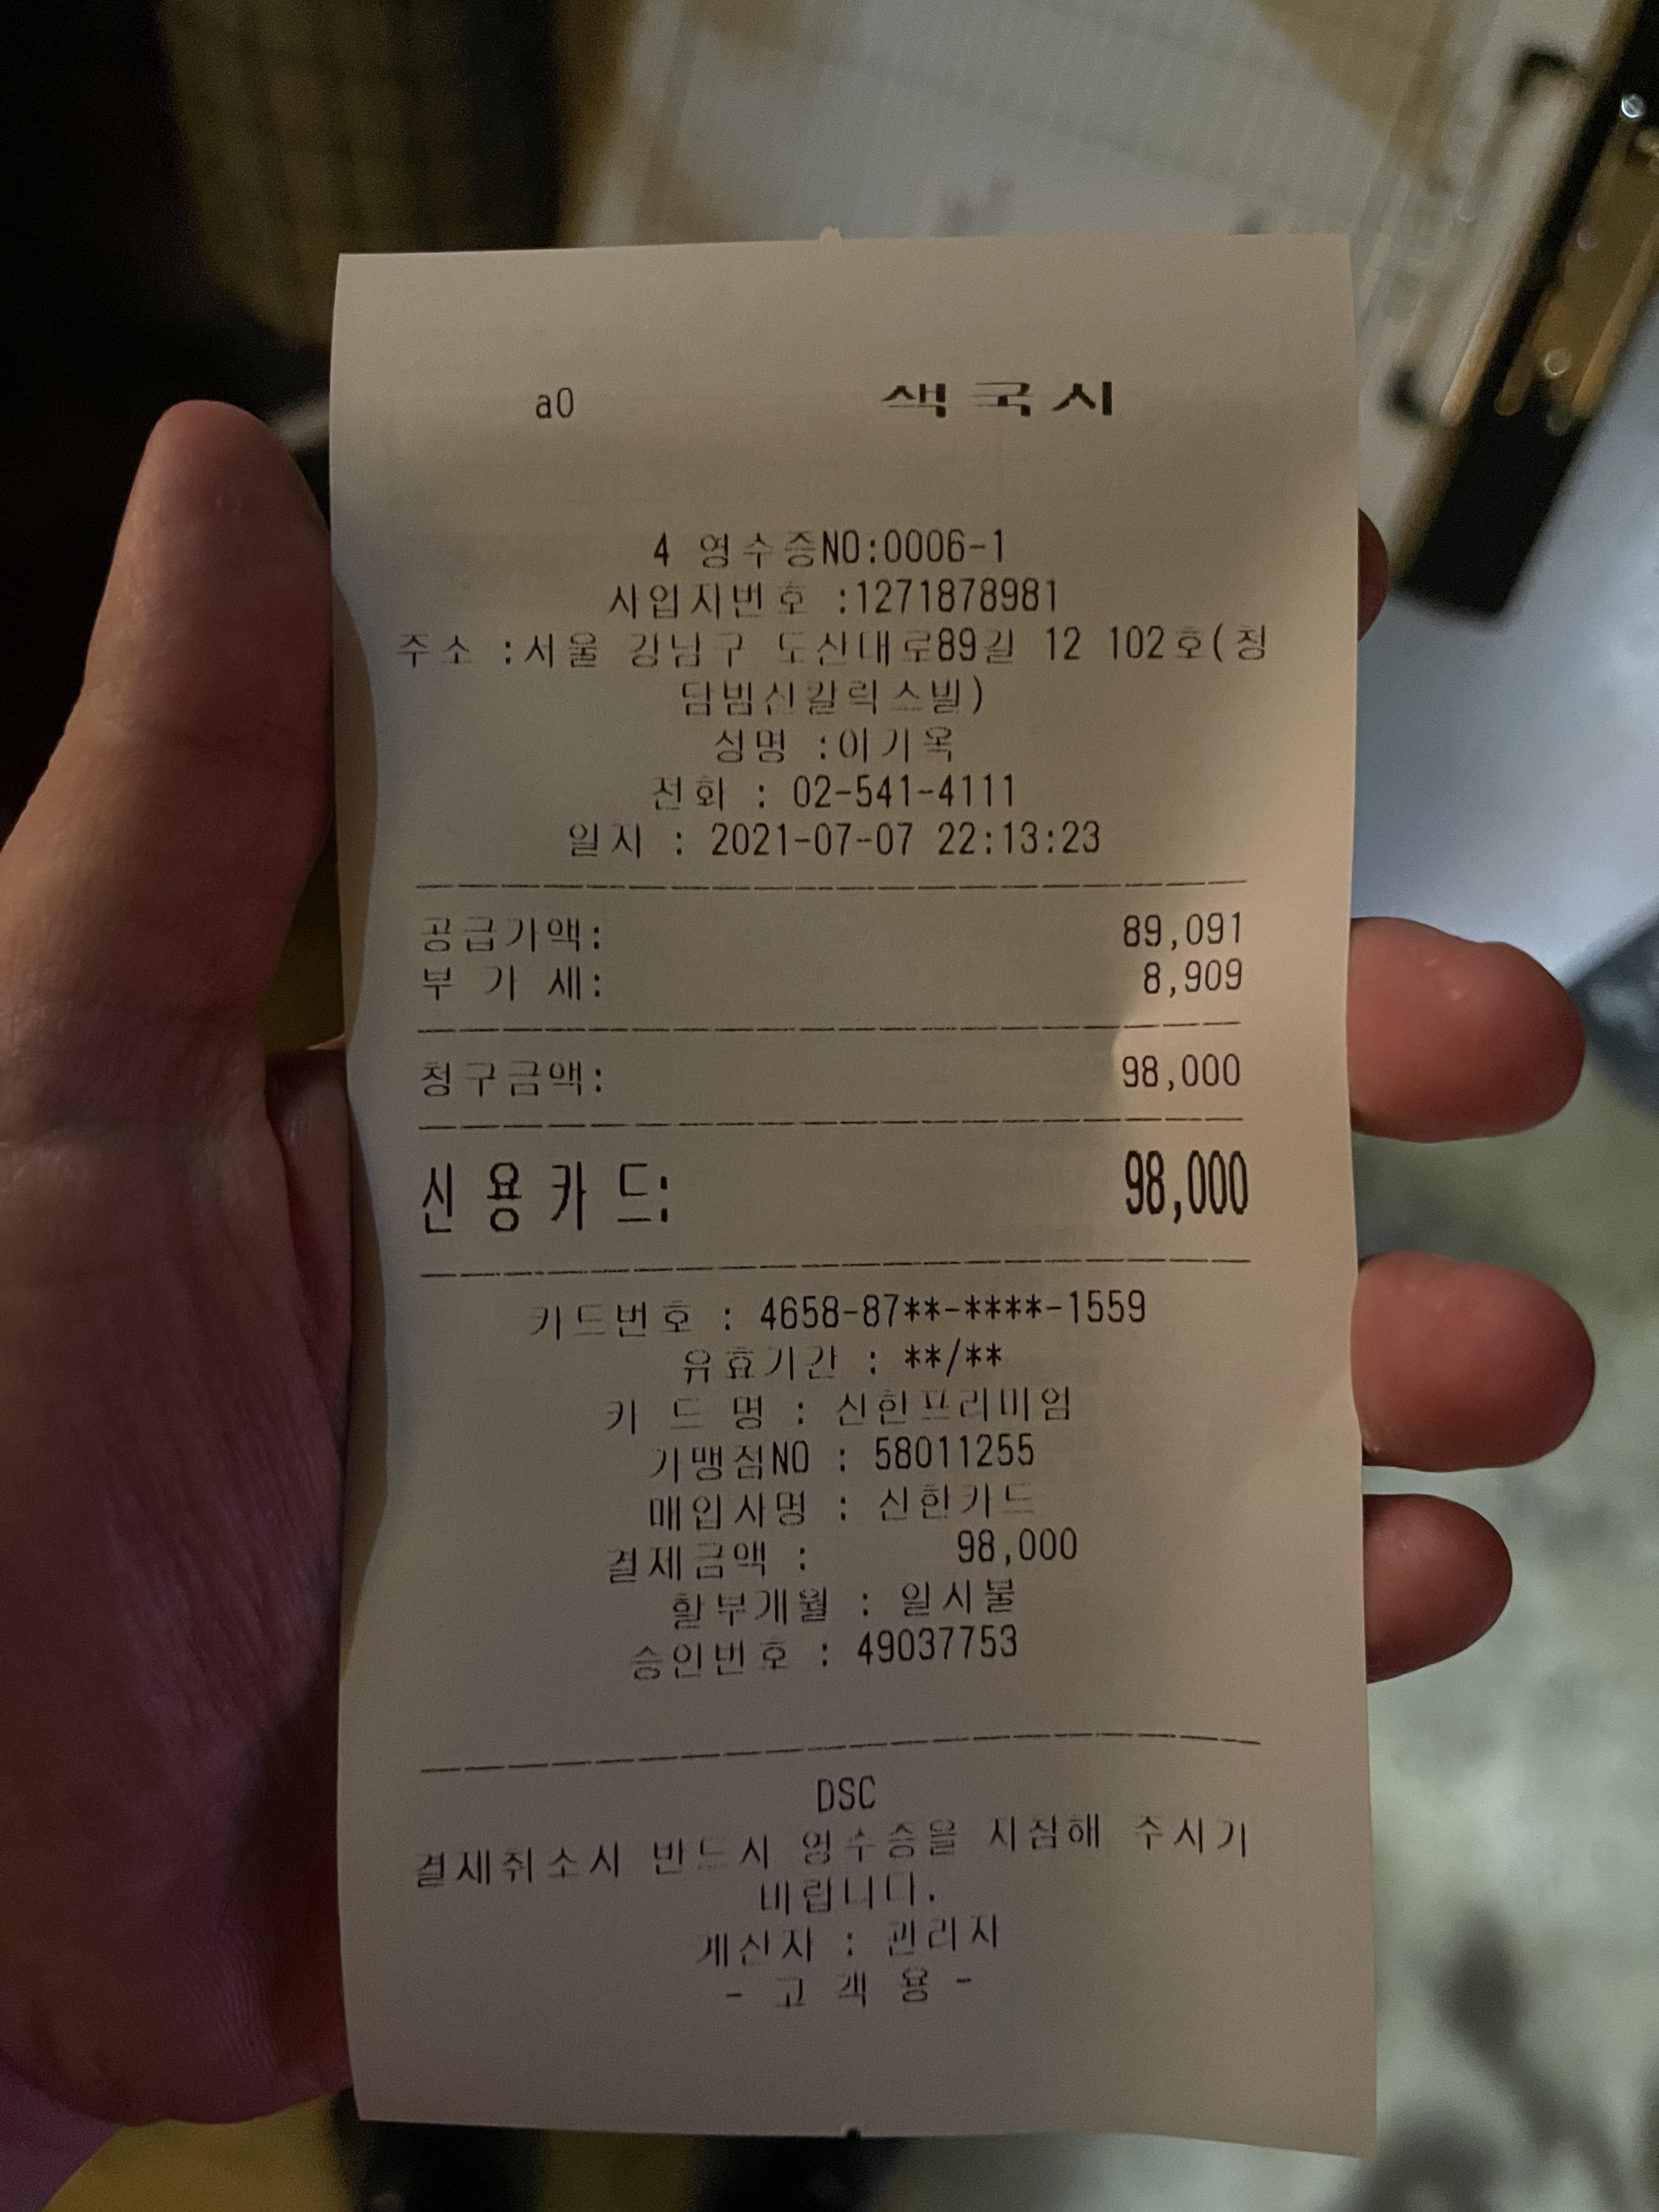 a0 색국시
4 영수증NO:0006-1
사업자번호 :1271878981
주소 :서울 강남구 도산대로89길 12 102호(청
담범신갈릭스빌)
성명 :이기옥
전화 : 02-541-4111
일자 : 2021-07-07 22:13:23
공급가액: 89,091
부 가 세: 8,909
청구금액: 98,000
신용카드: 98,000
카드번호 : 4658-87**-****-1559
유효기간 : **/**
카 드 명 : 신한프리미엄
가맹점NO : 58011255
매입사명 : 신한카드
결제금액 : 98,000
할부개월 : 일시불
승인번호 : 49037753
DSC
결제취소시 반드시 영수증을 지참해 주시기
바랍니다.
계산자 : 관리자
- 고 객 용 -